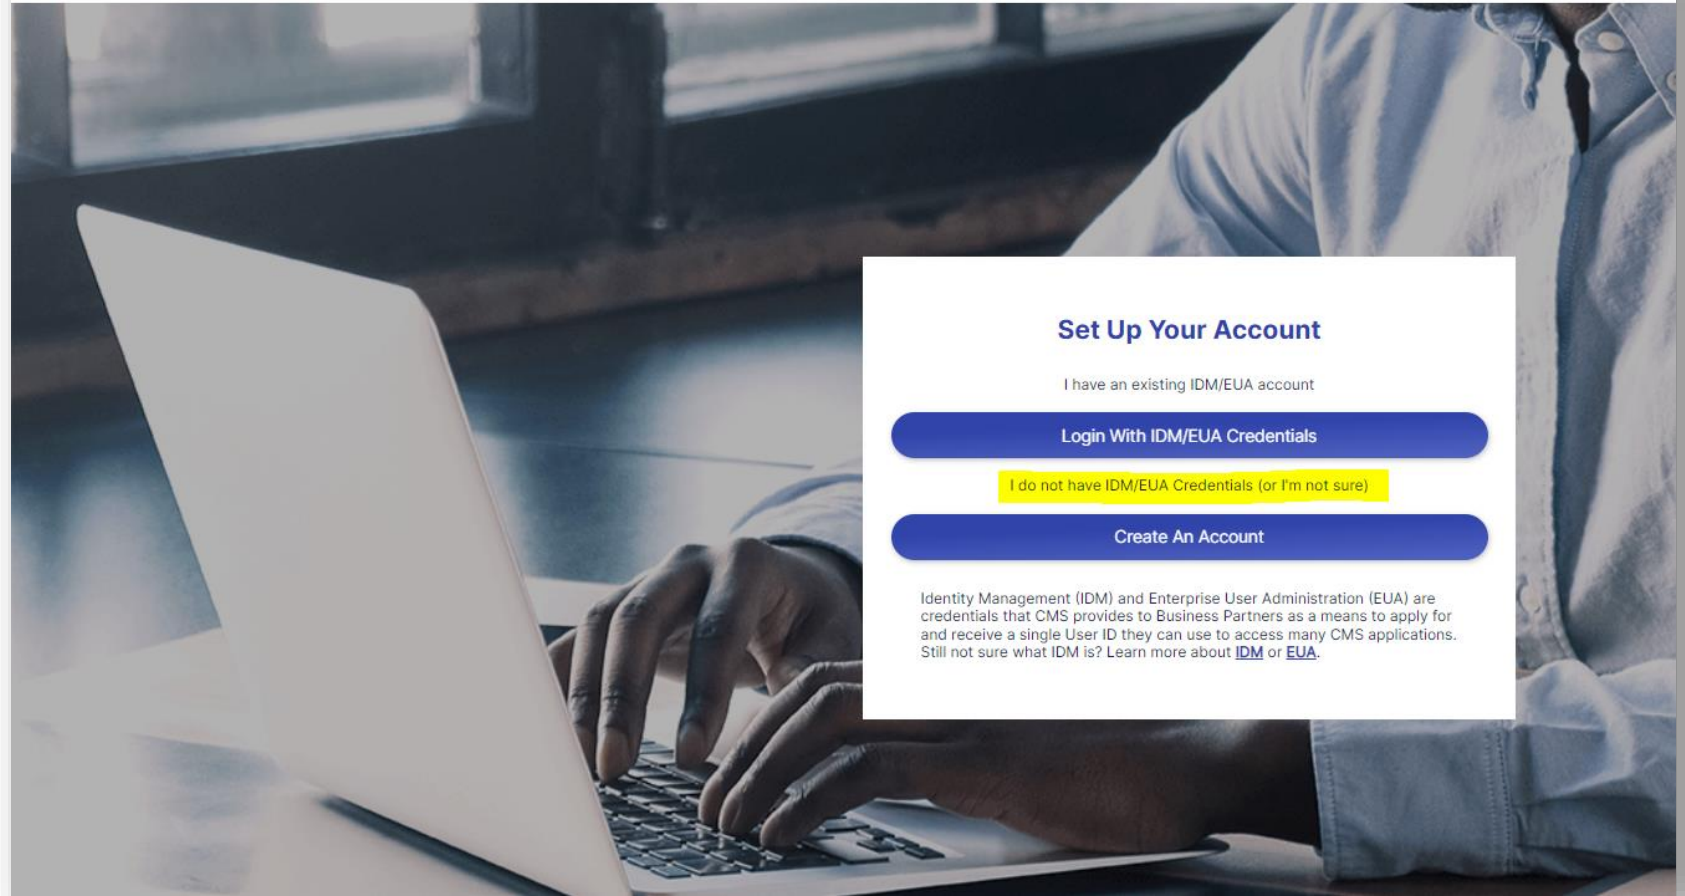 Set Up Your Account
I have an existing IDM/EUA account
Login With IDM/EUA Credentials
I do not have IDM/EUA Credentials (or I'm not sure)
Create An Account
Identity Management (IDM) and Enterprise User Administration (EUA) are
credentials that CMS provides to Business Partners as a means to apply for
and receive a single User ID they can use to access many CMS applications.
Still not sure what IDM is? Learn more about IDM or EUA.